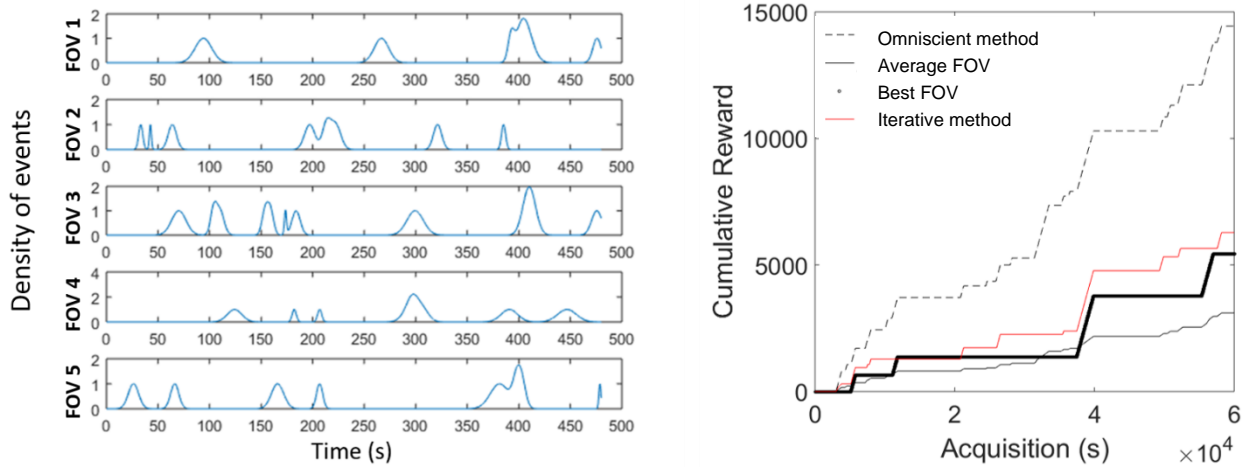 Density of events
FOV 1
2
1
0
0 50 100 150 200 250 300 350 400 450 500
FOV 2
2
1
0
0 50 100 150 200 250 300 350 400 450 500
FOV 3
2
1
0
0 50 100 150 200 250 300 350 400 450 500
FOV 4
4
2
0
0 50 100 150 200 250 300 350 400 450 500
FOV 5
2
1
0
0 50 100 150 200 250 300 350 400 450 500
Time (s)
Cumulative Reward
15000
10000
5000
0
Omniscient method
Average FOV
Best FOV
Iterative method
0 2 4 6
Acquisition (s)
×10⁴